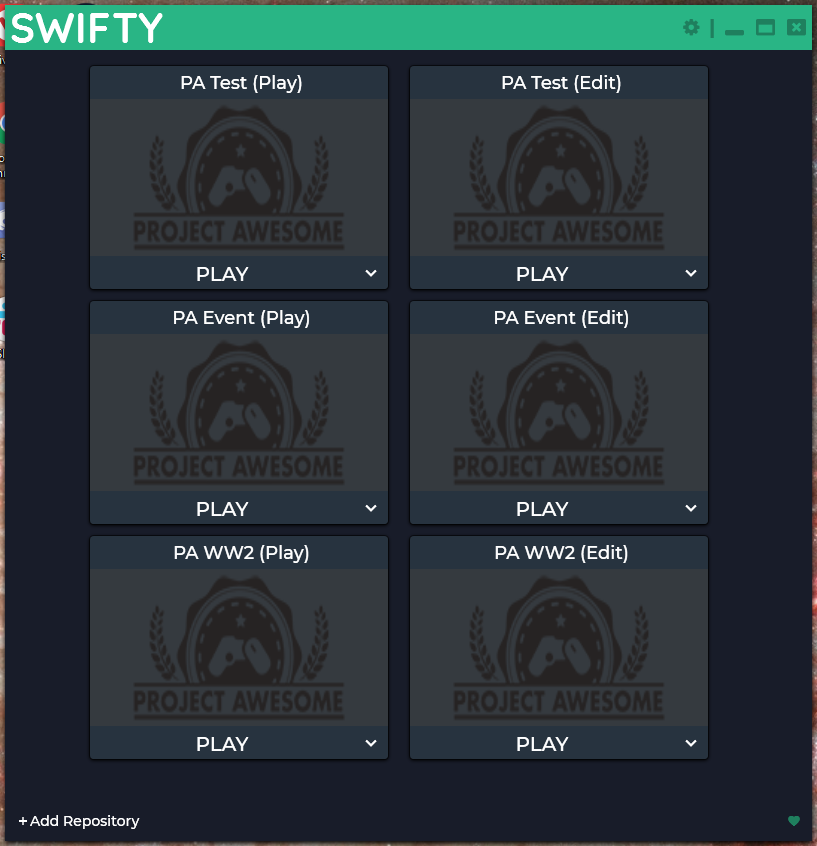 SWIFTY
PA Test (Play)
PROJECT AWESOME
PLAY
PA Test (Edit)
PROJECT AWESOME
PLAY
PA Event (Play)
PROJECT AWESOME
PLAY
PA Event (Edit)
PROJECT AWESOME
PLAY
PA WW2 (Play)
PROJECT AWESOME
PLAY
PA WW2 (Edit)
PROJECT AWESOME
PLAY
+ Add Repository